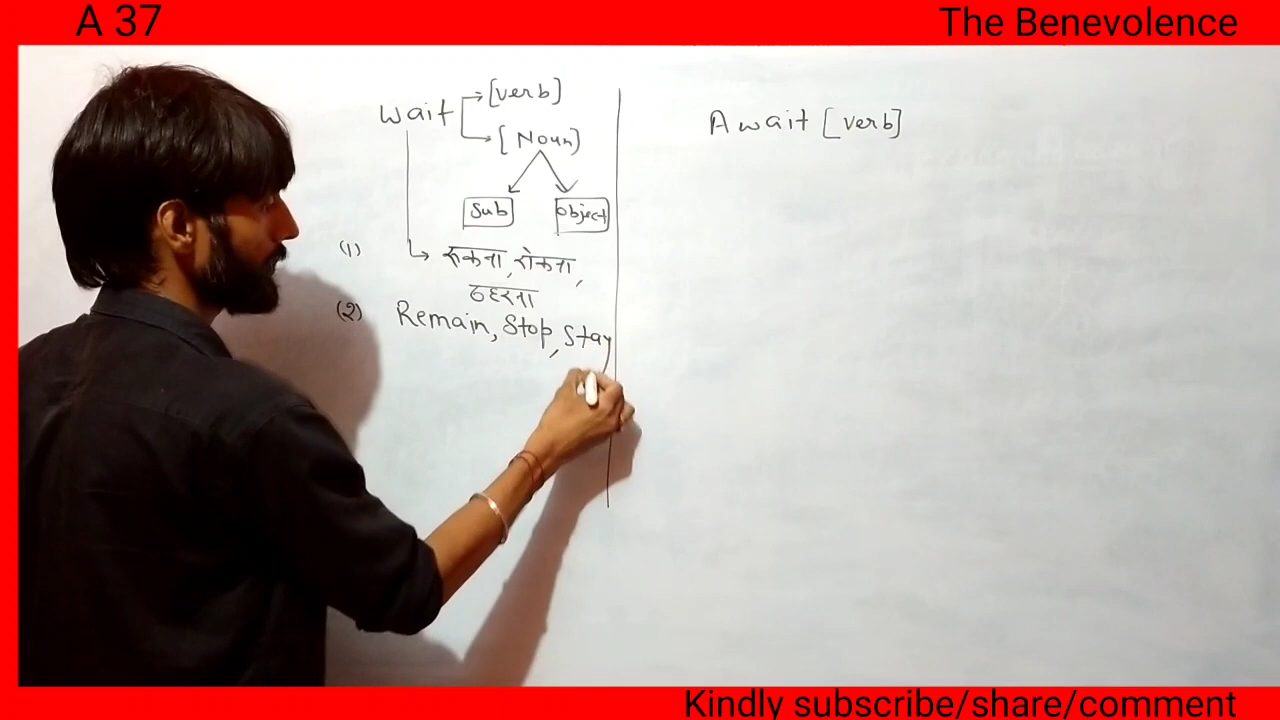 A 37
The Benevolence
wait [verb]
[Noun]
Sub object
(1) रूकना, रोकना,
ठहरना
(2) Remain, Stop, Stay
Await [verb]
Kindly subscribe/share/comment